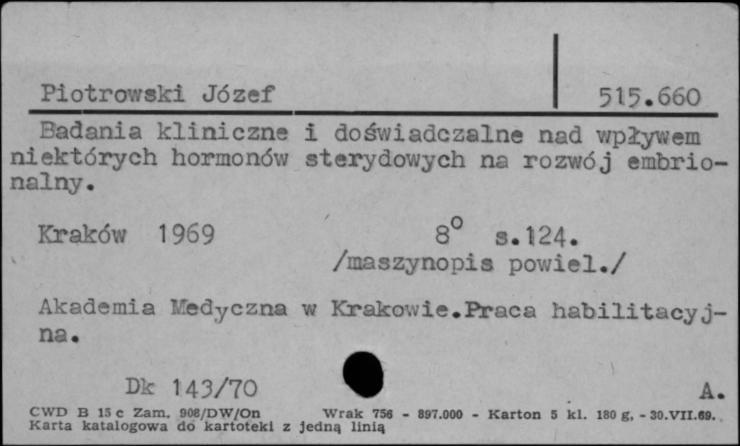 Piotrowski Józef 515.660
Badania kliniczne i doświadczalne nad wpływem
niektórych hormonów sterydowych na rozwój embrio-
nalny.
Kraków 1969 8° s.124.
/maszynopis powiel./
Akademia Medyczna w Krakowie.Praca habilitacyj-
na.
Dk 143/70 A.
CWD B 15 c Zam. 908/DW/On Wrak 756 - 897.000 - Karton 5 kl. 180 g, - 30.VII.69.
Karta katalogowa do kartoteki z jedną linią